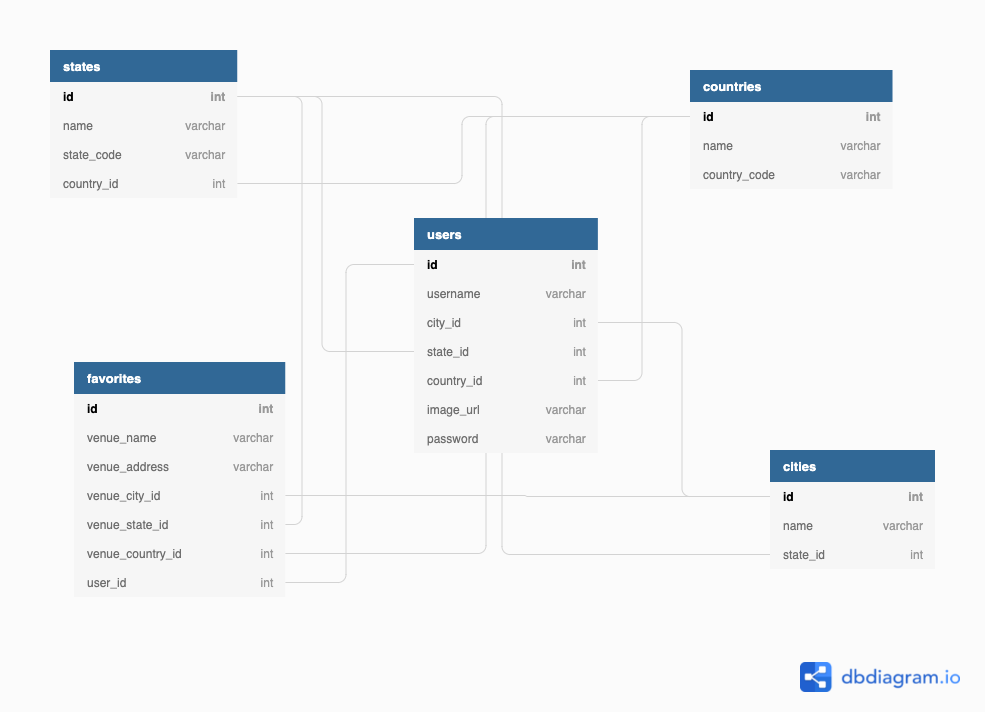 states
id int
name varchar
state_code varchar
country_id int
countries
id int
name varchar
country_code varchar
users
id int
username varchar
city_id int
state_id int
country_id int
image_url varchar
password varchar
favorites
id int
venue_name varchar
venue_address varchar
venue_city_id int
venue_state_id int
venue_country_id int
user_id int
cities
id int
name varchar
state_id int
dbdiagram.io